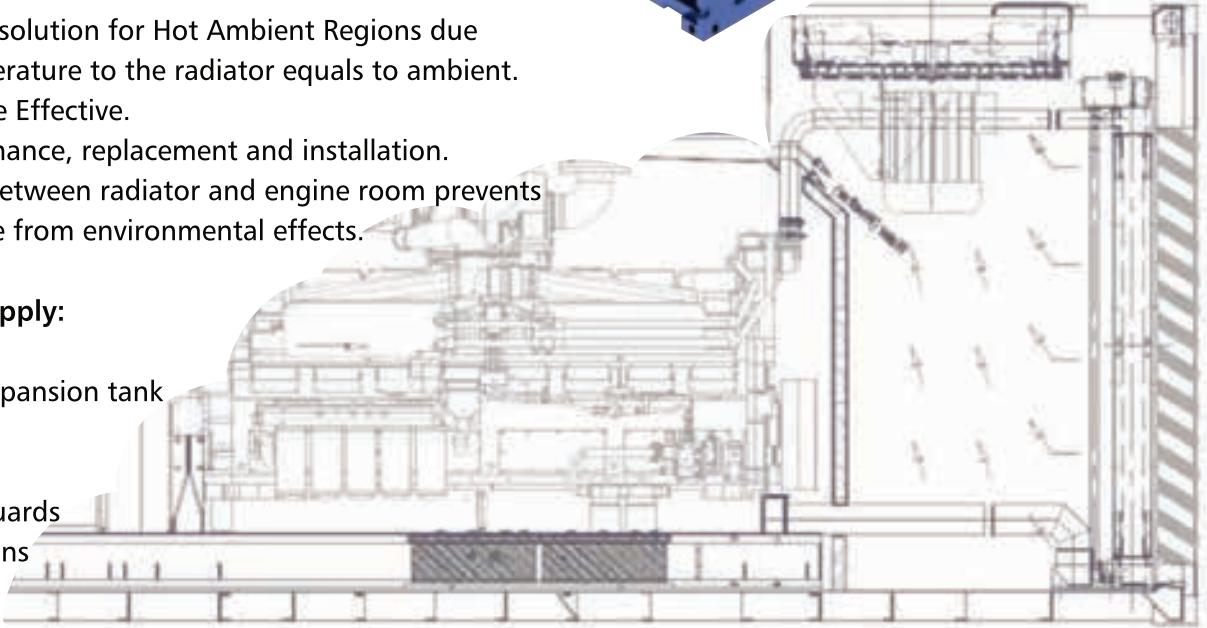 solution for Hot Ambient Regions due
erature to the radiator equals to ambient.
e Effective.
nance, replacement and installation.
etween radiator and engine room prevents
e from environmental effects.
pply:
pansion tank
uards
ns